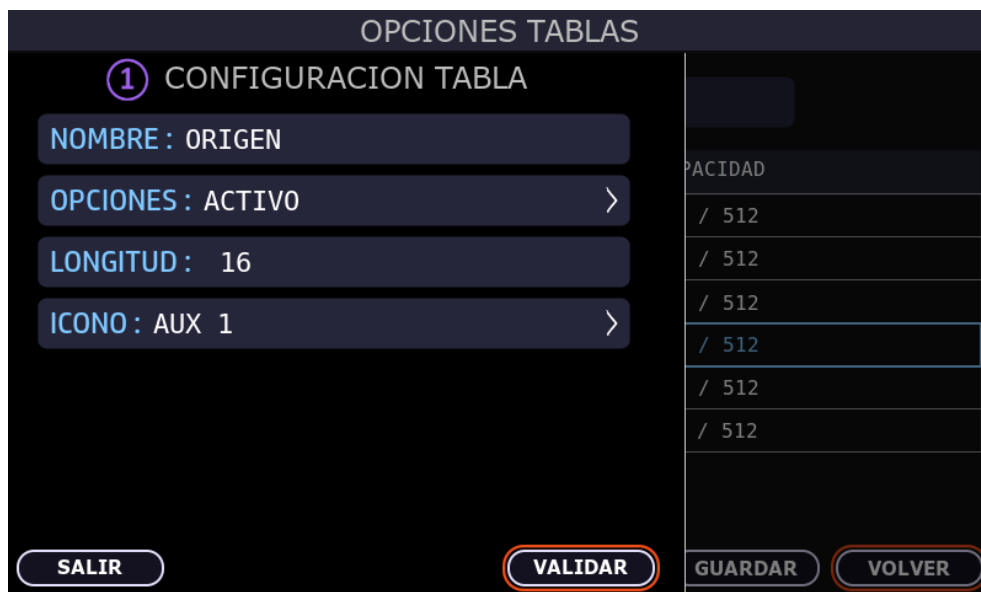 OPCIONES TABLAS
1 CONFIGURACION TABLA
NOMBRE : ORIGEN
OPCIONES : ACTIVO
LONGITUD : 16
ICONO : AUX 1
SALIR
VALIDAR
PACIDAD
/ 512
/ 512
/ 512
/ 512
/ 512
/ 512
GUARDAR
VOLVER